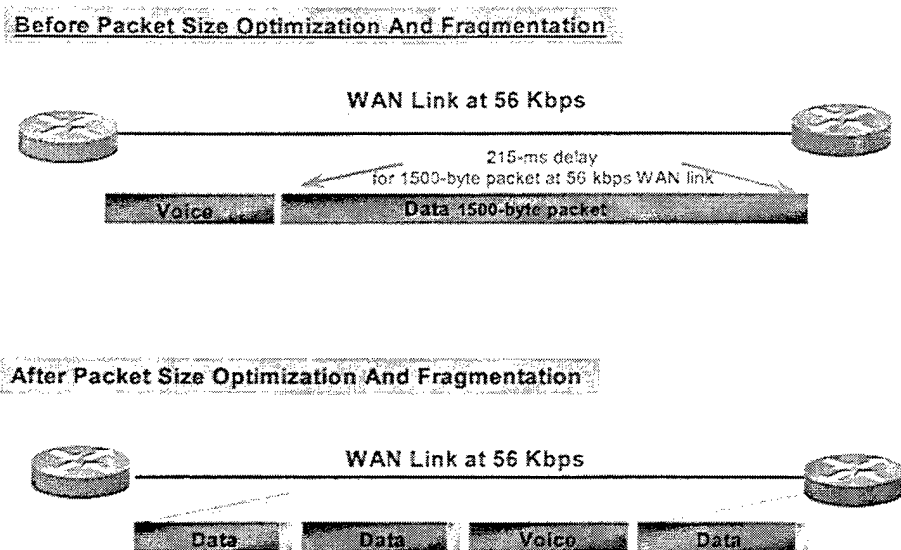 Before Packet Size Optimization And Fragmentation
WAN Link at 56 Kbps
215-ms delay
for 1500-byte packet at 56 kbps WAN link
Voice Data 1500-byte packet
After Packet Size Optimization And Fragmentation
WAN Link at 56 Kbps
Data Data Voice Data